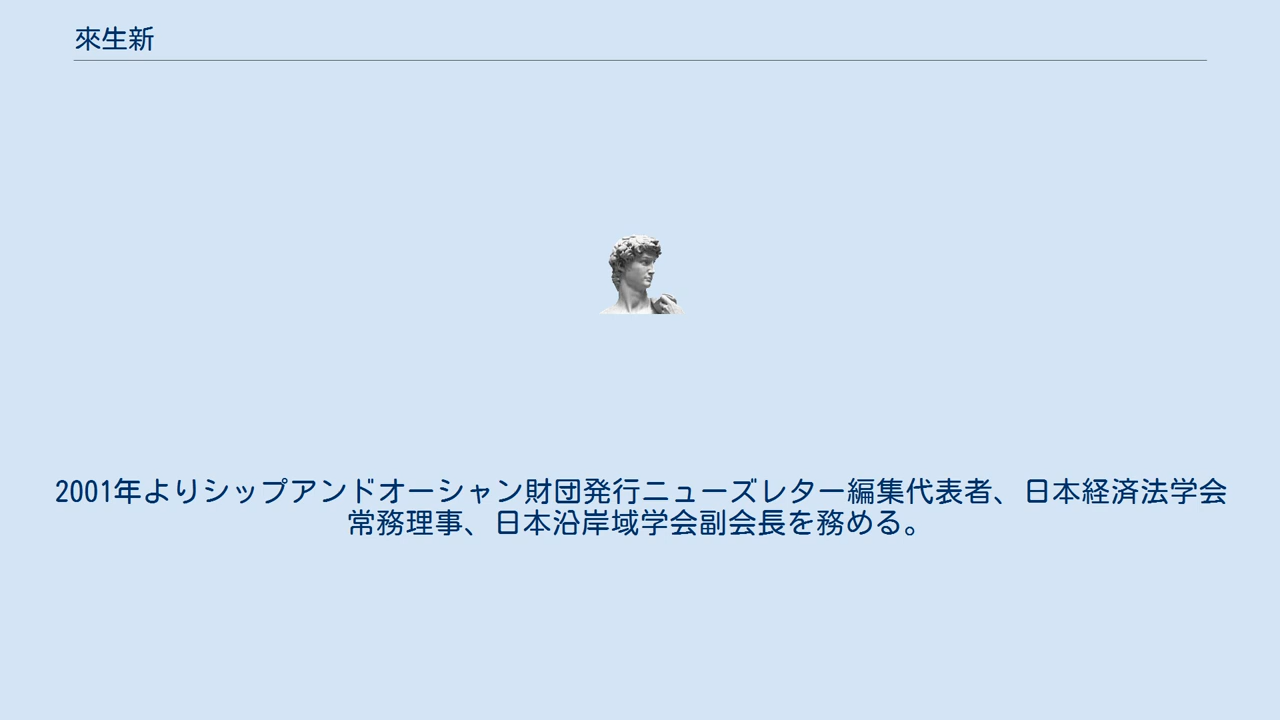 來生新
2001年よりシップアンドオーシャン財団発行ニューズレター編集代表者、日本経済法学会
常務理事、日本沿岸域学会副会長を務める。